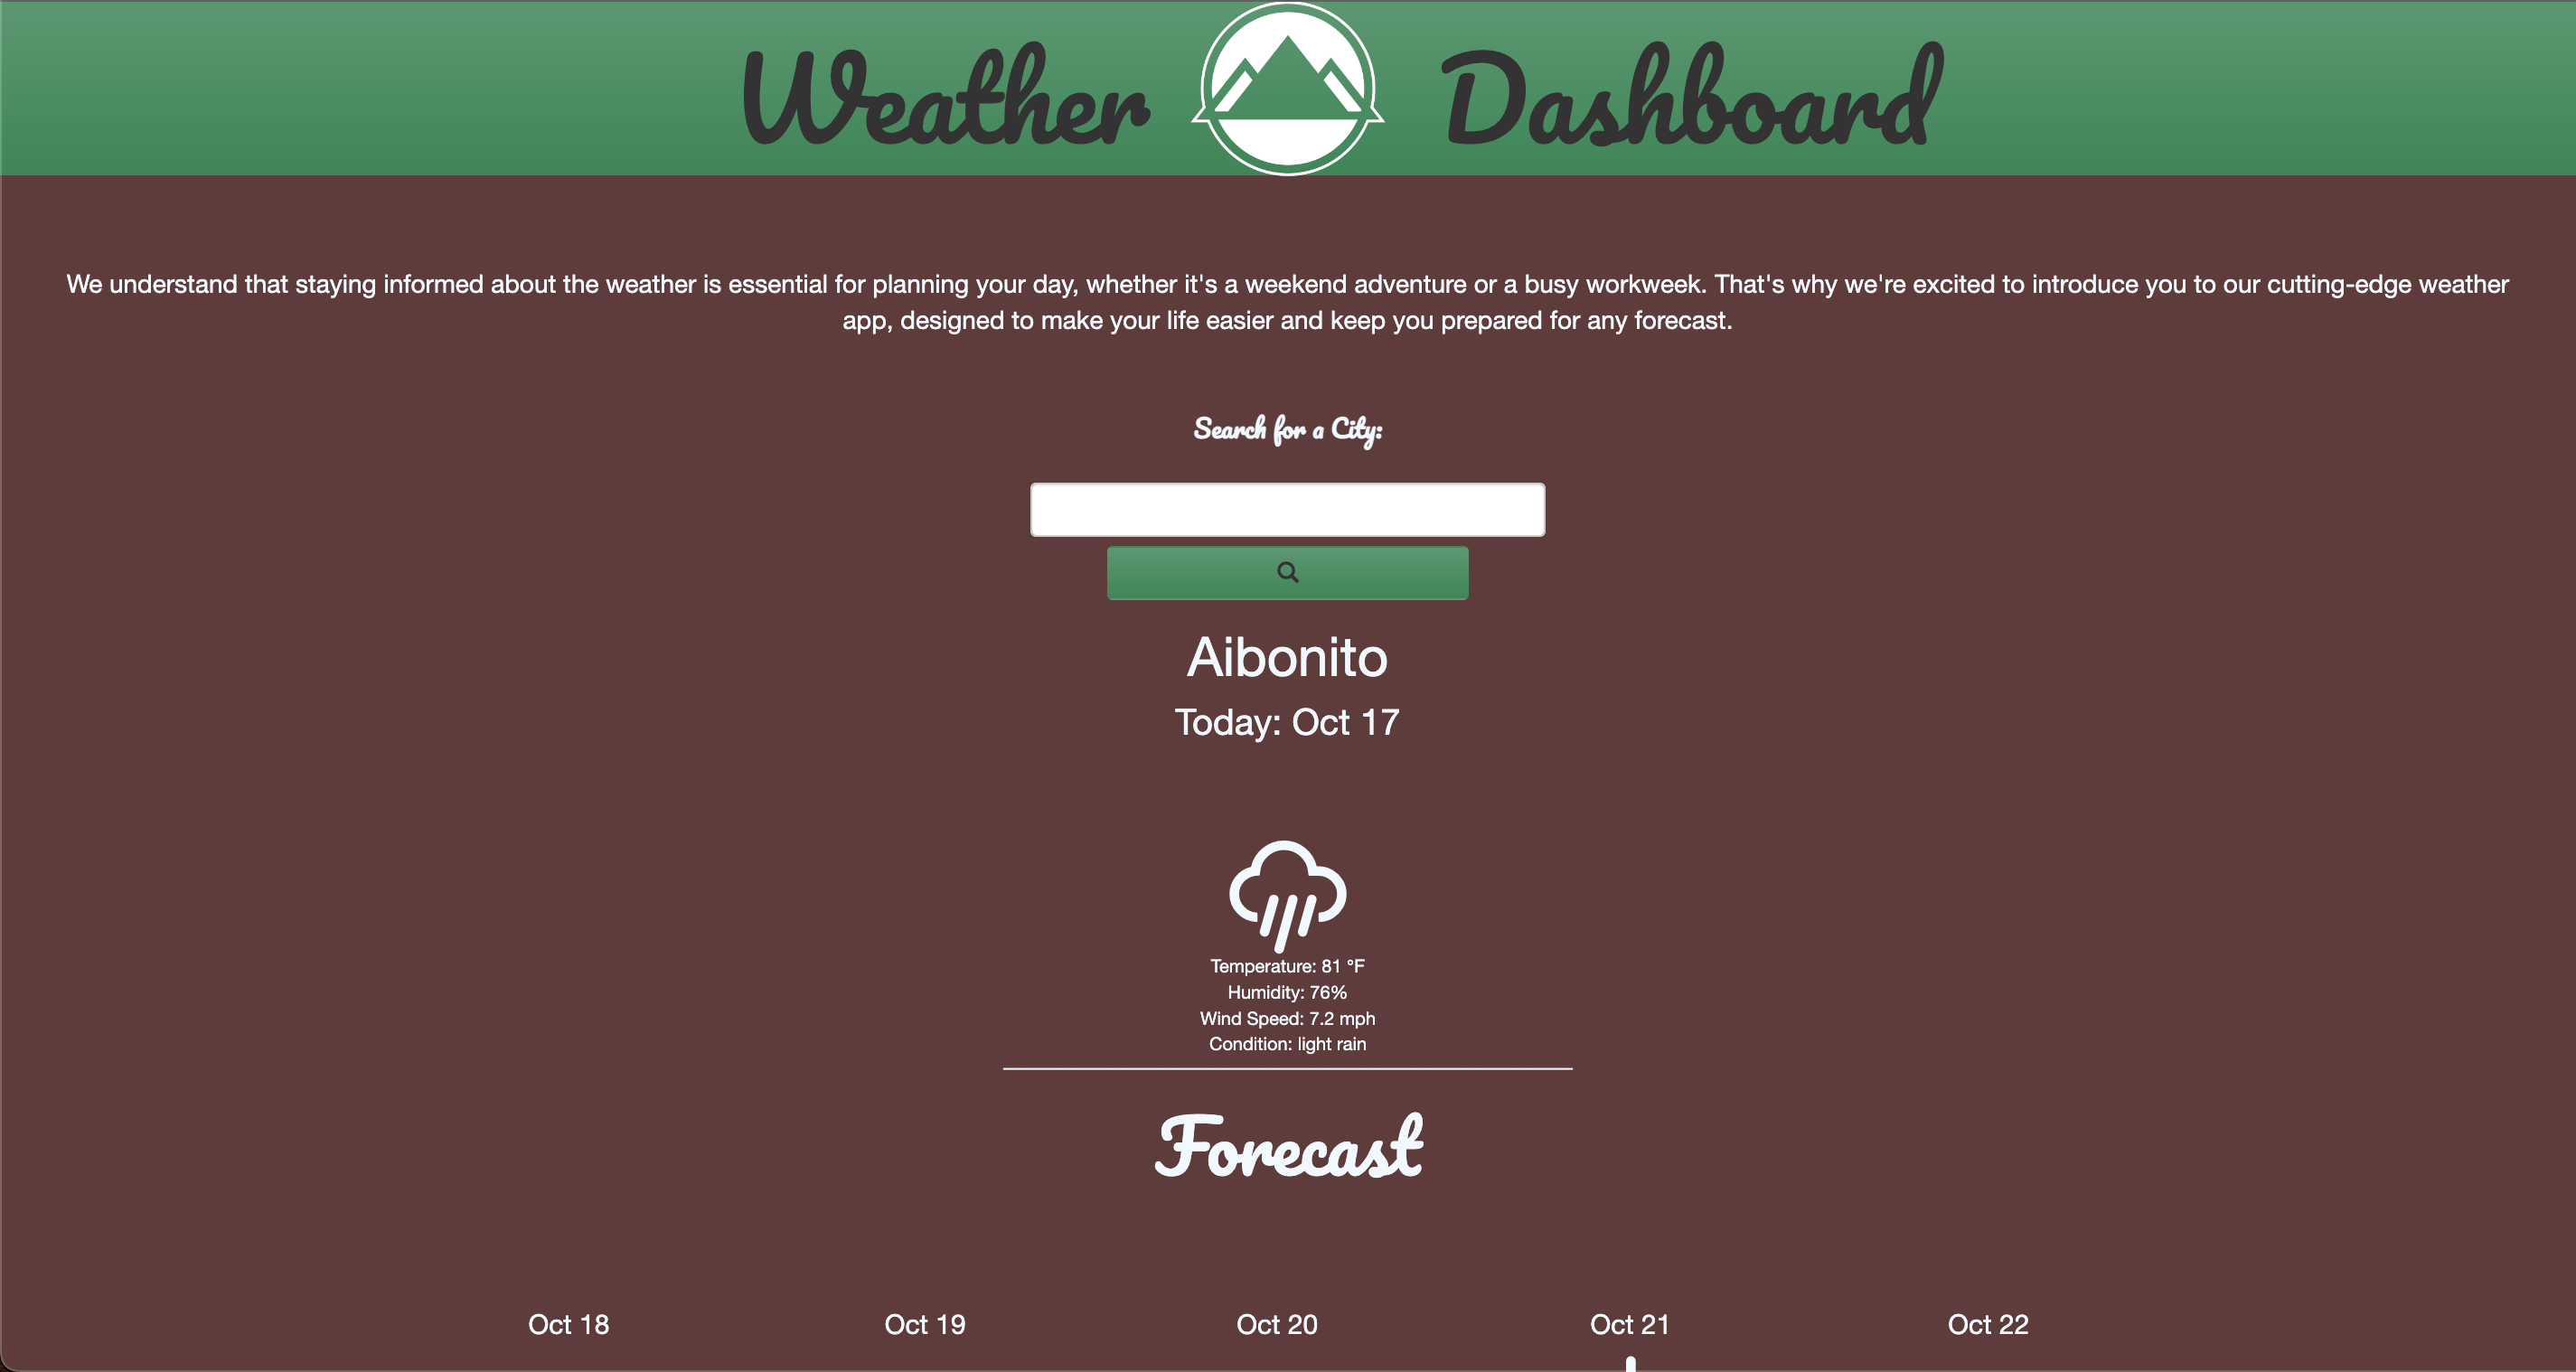 Weather Dashboard
We understand that staying informed about the weather is essential for planning your day, whether it's a weekend adventure or a busy workweek. That's why we're excited to introduce you to our cutting-edge weather
app, designed to make your life easier and keep you prepared for any forecast.
Search for a City:
Aibonito
Today: Oct 17
Temperature: 81 °F
Humidity: 76%
Wind Speed: 7.2 mph
Condition: light rain
Forecast
Oct 18 Oct 19 Oct 20 Oct 21 Oct 22